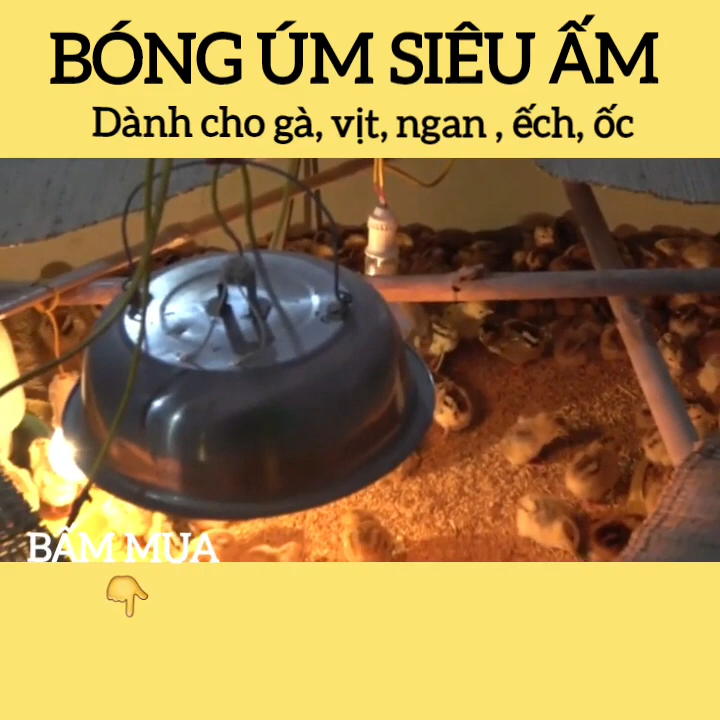 BÓNG ÚM SIÊU ẤM
Dành cho gà, vịt, ngan , ếch, ốc
BẤM MUA